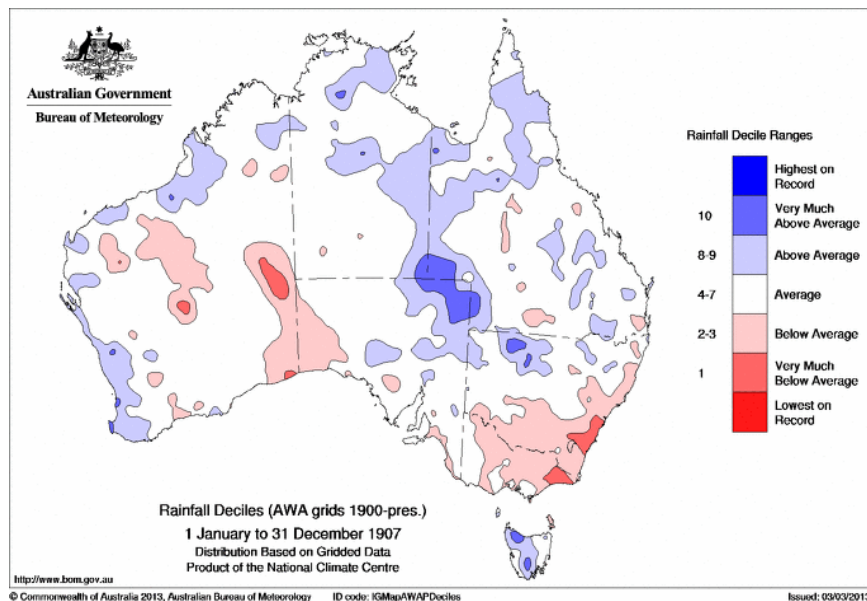 Australian Government
Bureau of Meteorology
Rainfall Decile Ranges
Highest on
Record
10
Very Much
Above Average
8-9
Above Average
4-7
Average
2-3
Below Average
1
Very Much
Below Average
Lowest on
Record
Rainfall Deciles (AWA grids 1900-pres.)
1 January to 31 December 1907
Distribution Based on Gridded Data
Product of the National Climate Centre
http://www.bom.gov.au
© Commonwealth of Australia 2013, Australian Bureau of Meteorology
ID code: IGMapAWAPDeciles
Issued: 03/03/201